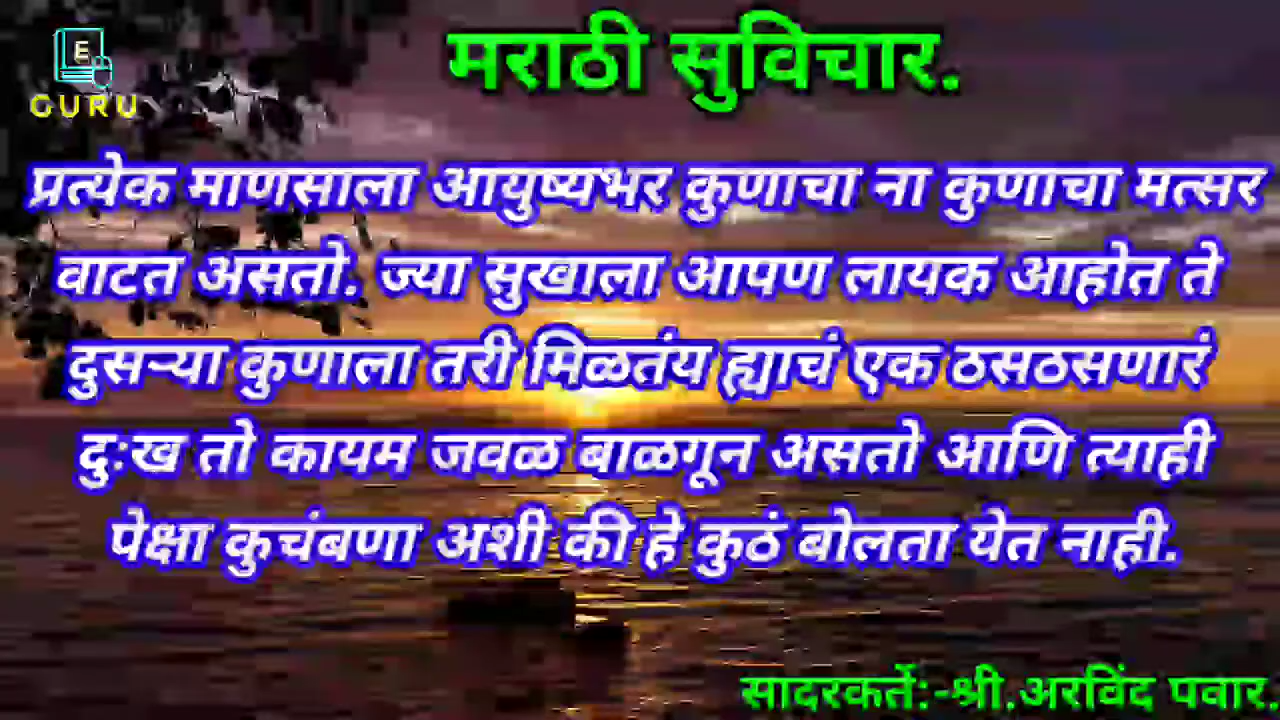 E
GURU
मराठी सुविचार.
प्रत्येक माणसाला आयुष्यभर कुणाचा ना कुणाचा मत्सर
वाटत असतो. ज्या सुखाला आपण लायक आहोत ते
दुसऱ्या कुणाला तरी मिळतंय ह्याचं एक ठसठसणारं
दुःख तो कायम जवळ बाळगून असतो आणि त्याही
पेक्षा कुचंबणा अशी की हे कुठं बोलता येत नाही.
सादरकर्ते:-श्री.अरविंद पवार.